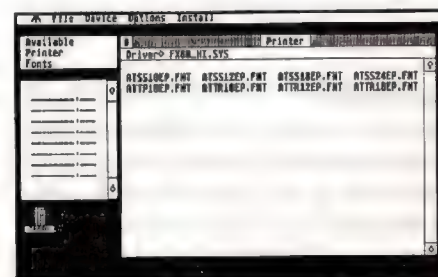 File Device Options Install
Available
Printer
Fonts
Printer
Driver> FX80_HI.SYS
ATSS10EP.FNT ATSS12EP.FNT ATSS18EP.FNT ATSS24EP.FNT
ATTP10EP.FNT ATTR10EP.FNT ATTR12EP.FNT ATTR18EP.FNT